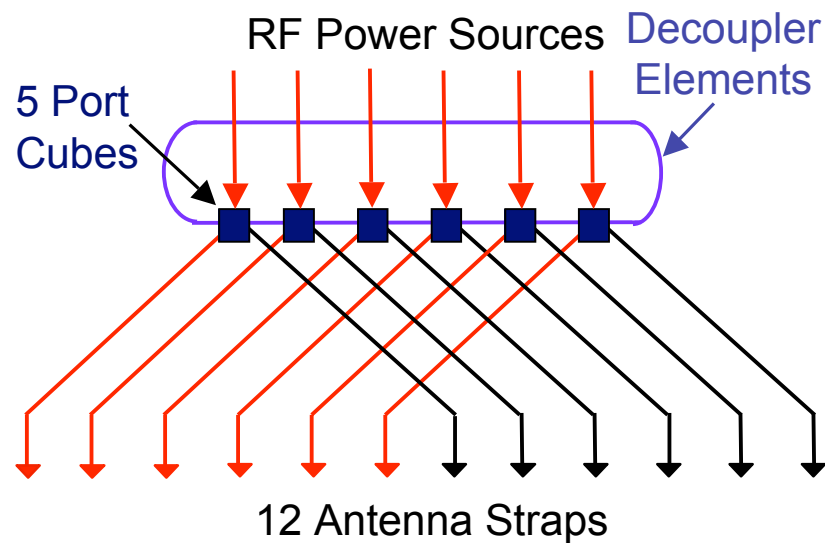 RF Power Sources
Decoupler
Elements
5 Port
Cubes
12 Antenna Straps